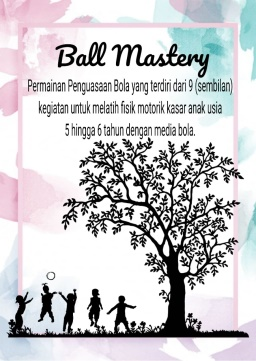 Ball Mastery
Permainan Penguasaan Bola yang terdiri dari 9 (sembilan)
kegiatan untuk melatih fisik motorik kasar anak usia
5 hingga 6 tahun dengan media bola.